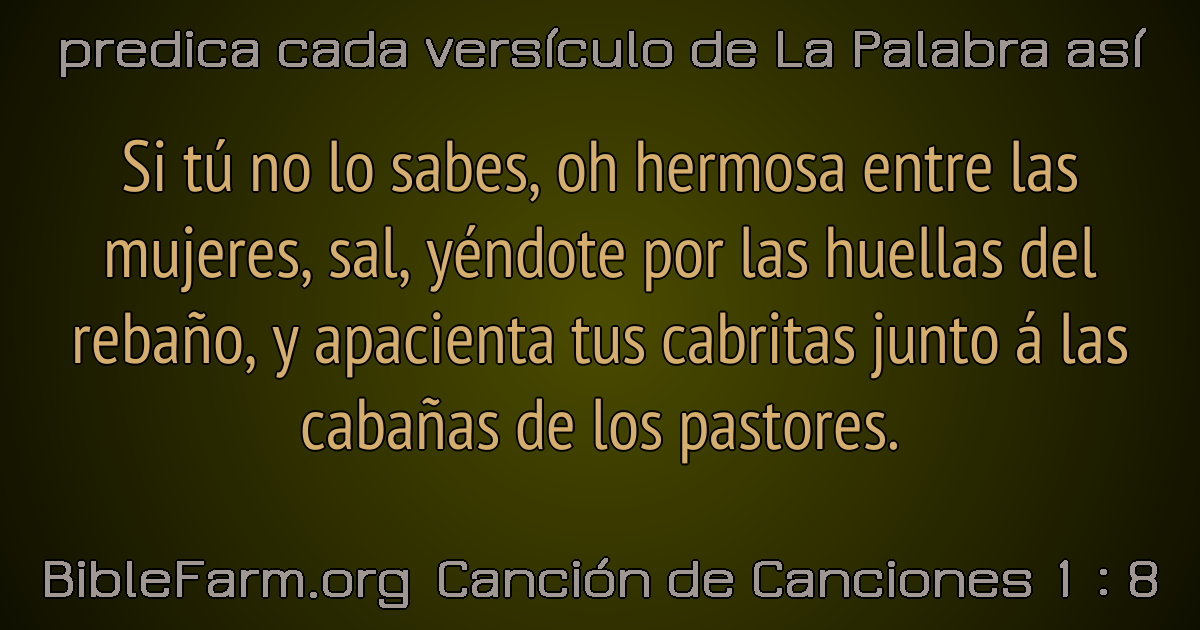 predica cada versículo de La Palabra así
Si tú no lo sabes, oh hermosa entre las
mujeres, sal, yéndote por las huellas del
rebaño, y apacienta tus cabritas junto á las
cabañas de los pastores.
BibleFarm.org Canción de Canciones 1 : 8